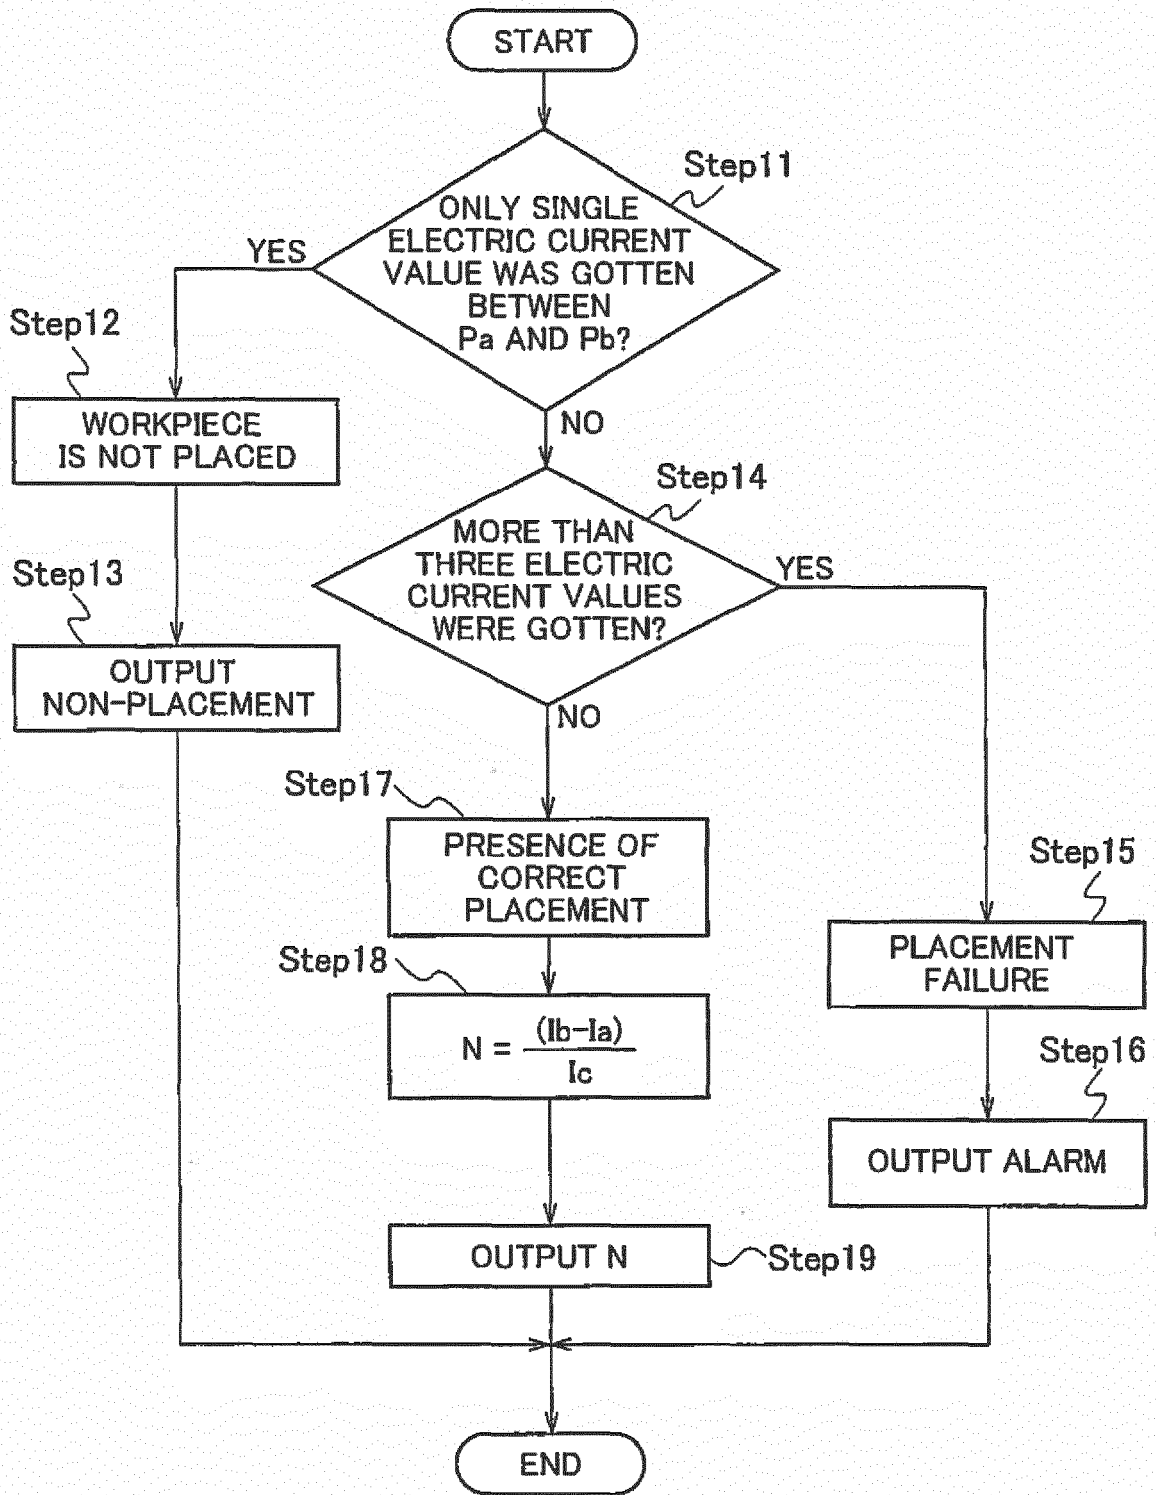 START
Step11
ONLY SINGLE
ELECTRIC CURRENT
VALUE WAS GOTTEN
BETWEEN
Pa AND Pb?
YES
Step12
WORKPIECE
IS NOT PLACED
NO
Step14
MORE THAN
THREE ELECTRIC
CURRENT VALUES
WERE GOTTEN?
YES
Step13
OUTPUT
NON-PLACEMENT
NO
Step17
PRESENCE OF
CORRECT
PLACEMENT
Step15
PLACEMENT
FAILURE
Step18
N = (Ib-Ia)
Ic
Step16
OUTPUT ALARM
OUTPUT N
Step19
END